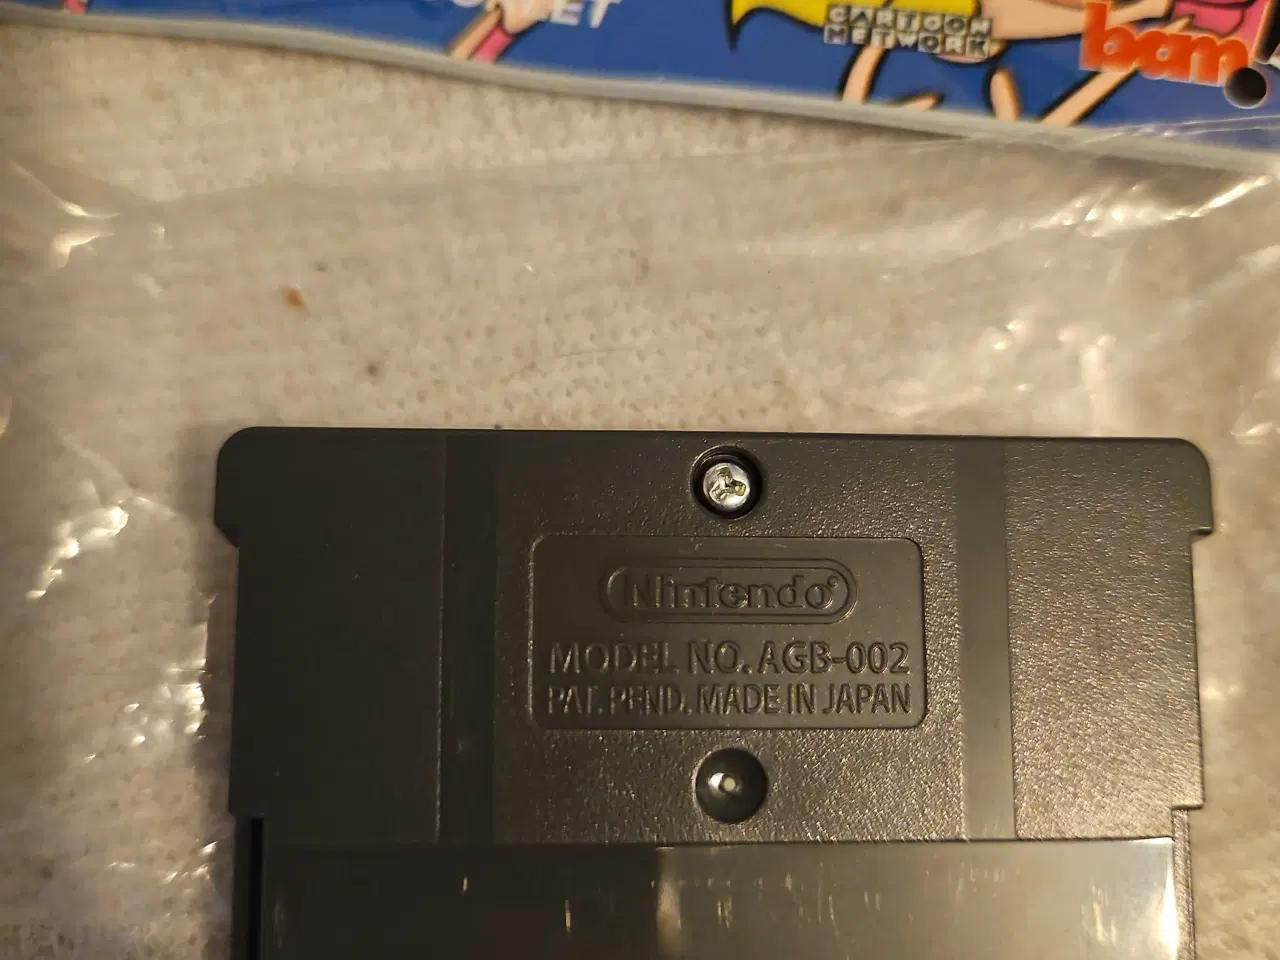 CARTOON
NETWORK
bam!
Nintendo®
MODEL NO. AGB-002
PAT. PEND. MADE IN JAPAN